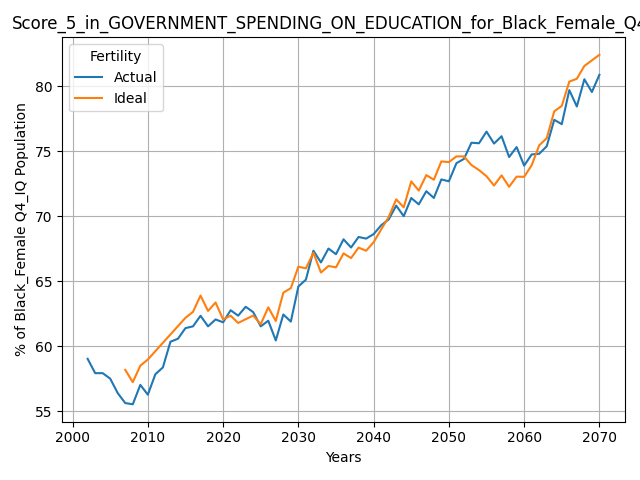 Score_5_in_GOVERNMENT_SPENDING_ON_EDUCATION_for_Black_Female_Q4
Fertility
Actual
Ideal
% of Black_Female Q4_IQ Population
80
75
70
65
60
55
2000 2010 2020 2030 2040 2050 2060 2070
Years